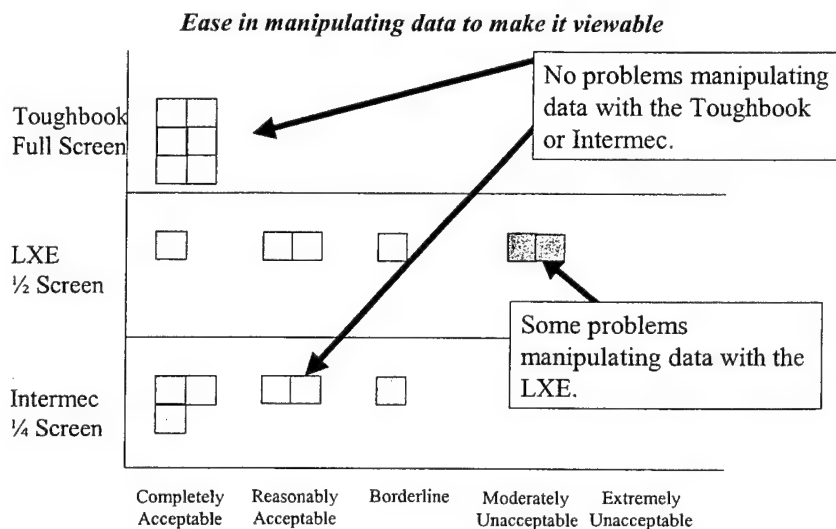 Ease in manipulating data to make it viewable
No problems manipulating
data with the Toughbook
or Intermec.
Toughbook
Full Screen
LXE
½ Screen
Some problems
manipulating data with the
LXE.
Intermec
¼ Screen
Completely
Acceptable
Reasonably
Acceptable
Borderline
Moderately
Unacceptable
Extremely
Unacceptable